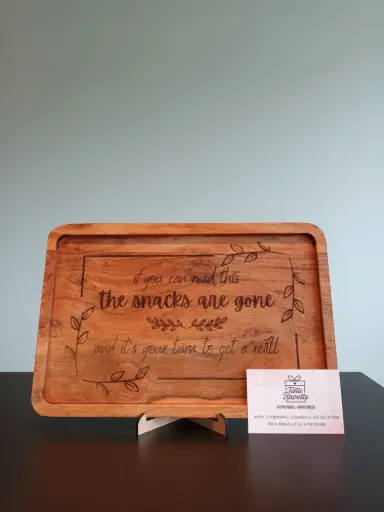 if you can read this
the snacks are gone
and it's your turn to get a refill
Tante
Bavette
HOMEMADE HAPPINESS